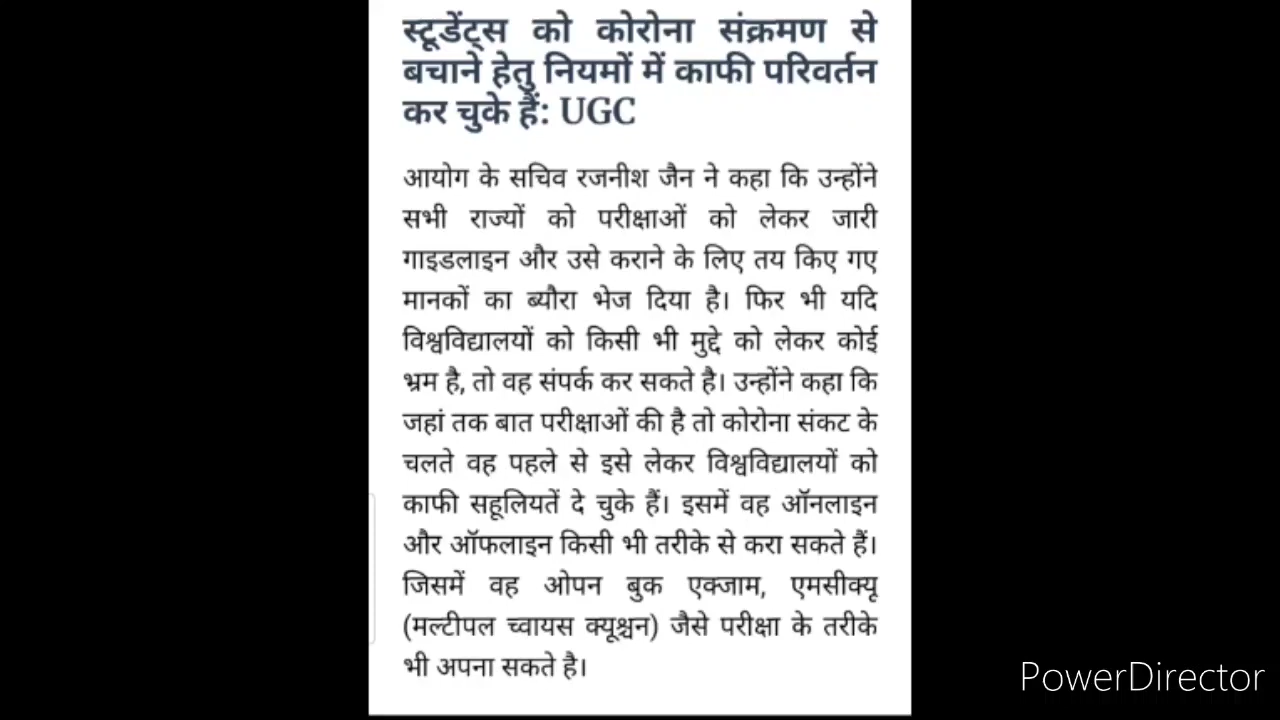 स्टूडेंट्स को कोरोना संक्रमण से
बचाने हेतु नियमों में काफी परिवर्तन
कर चुके हैं: UGC
आयोग के सचिव रजनीश जैन ने कहा कि उन्होंने
सभी राज्यों को परीक्षाओं को लेकर जारी
गाइडलाइन और उसे कराने के लिए तय किए गए
मानकों का ब्यौरा भेज दिया है। फिर भी यदि
विश्वविद्यालयों को किसी भी मुद्दे को लेकर कोई
भ्रम है, तो वह संपर्क कर सकते है। उन्होंने कहा कि
जहां तक बात परीक्षाओं की है तो कोरोना संकट के
चलते वह पहले से इसे लेकर विश्वविद्यालयों को
काफी सहूलियतें दे चुके हैं। इसमें वह ऑनलाइन
और ऑफलाइन किसी भी तरीके से करा सकते हैं।
जिसमें वह ओपन बुक एक्जाम, एमसीक्यू
(मल्टीपल च्वायस क्यूश्चन) जैसे परीक्षा के तरीके
भी अपना सकते है।
PowerDirector